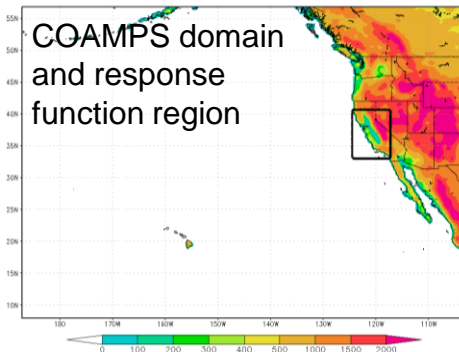 COAMPS domain
and response
function region
55N
50N
45N
40N
35N
30N
25N
20N
15N
10N
180 170W 160W 150W 140W 130W 120W 110W
0 100 200 300 400 500 1000 1500 2000